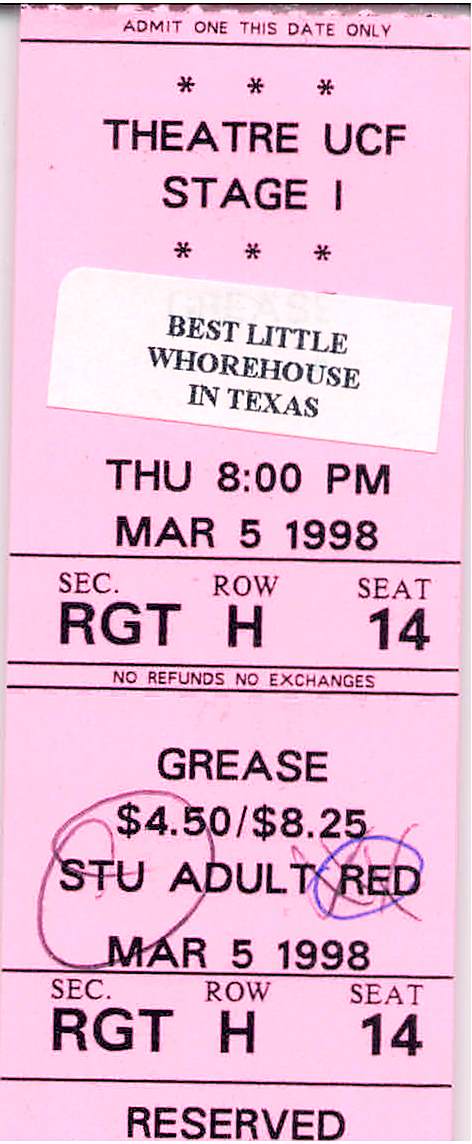 ADMIT ONE THIS DATE ONLY
* * *
THEATRE UCF
STAGE I
* * *
BEST LITTLE
WHOREHOUSE
IN TEXAS
THU 8:00 PM
MAR 5 1998
SEC. ROW SEAT
RGT H 14
NO REFUNDS NO EXCHANGES
GREASE
$4.50/$8.25
STU ADULT RED
MAR 5 1998
SEC. ROW SEAT
RGT H 14
RESERVED